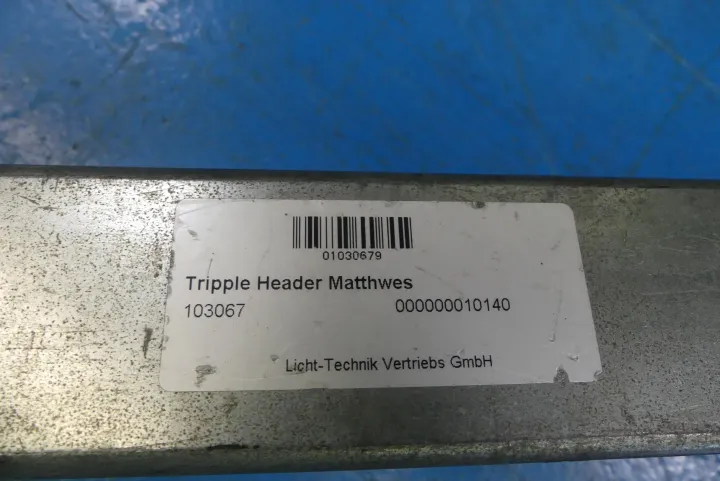 01030679
Tripple Header Matthwes
103067 000000010140
Licht-Technik Vertriebs GmbH